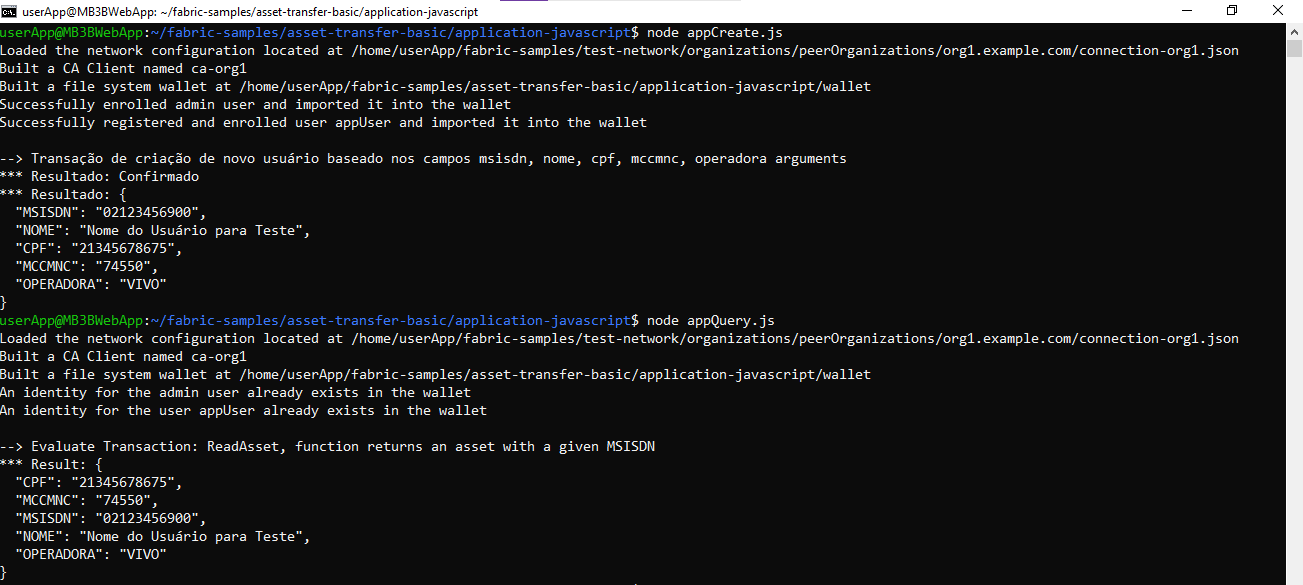 userApp@MB3BWebApp: ~/fabric-samples/asset-transfer-basic/application-javascript
userApp@MB3BWebApp:~/fabric-samples/asset-transfer-basic/application-javascript$ node appCreate.js
Loaded the network configuration located at /home/userApp/fabric-samples/test-network/organizations/peerOrganizations/org1.example.com/connection-org1.json
Built a CA Client named ca-org1
Built a file system wallet at /home/userApp/fabric-samples/asset-transfer-basic/application-javascript/wallet
Successfully enrolled admin user and imported it into the wallet
Successfully registered and enrolled user appUser and imported it into the wallet

--> Transação de criação de novo usuário baseado nos campos msisdn, nome, cpf, mccmnc, operadora arguments
*** Resultado: Confirmado
*** Resultado: {
  "MSISDN": "02123456900",
  "NOME": "Nome do Usuário para Teste",
  "CPF": "21345678675",
  "MCCMNC": "74550",
  "OPERADORA": "VIVO"
}
userApp@MB3BWebApp:~/fabric-samples/asset-transfer-basic/application-javascript$ node appQuery.js
Loaded the network configuration located at /home/userApp/fabric-samples/test-network/organizations/peerOrganizations/org1.example.com/connection-org1.json
Built a CA Client named ca-org1
Built a file system wallet at /home/userApp/fabric-samples/asset-transfer-basic/application-javascript/wallet
An identity for the admin user already exists in the wallet
An identity for the user appUser already exists in the wallet

--> Evaluate Transaction: ReadAsset, function returns an asset with a given MSISDN
*** Result: {
  "CPF": "21345678675",
  "MCCMNC": "74550",
  "MSISDN": "02123456900",
  "NOME": "Nome do Usuário para Teste",
  "OPERADORA": "VIVO"
}